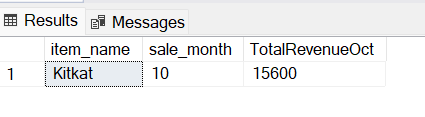 Results Messages
item_name sale_month TotalRevenueOct
1 Kitkat 10 15600